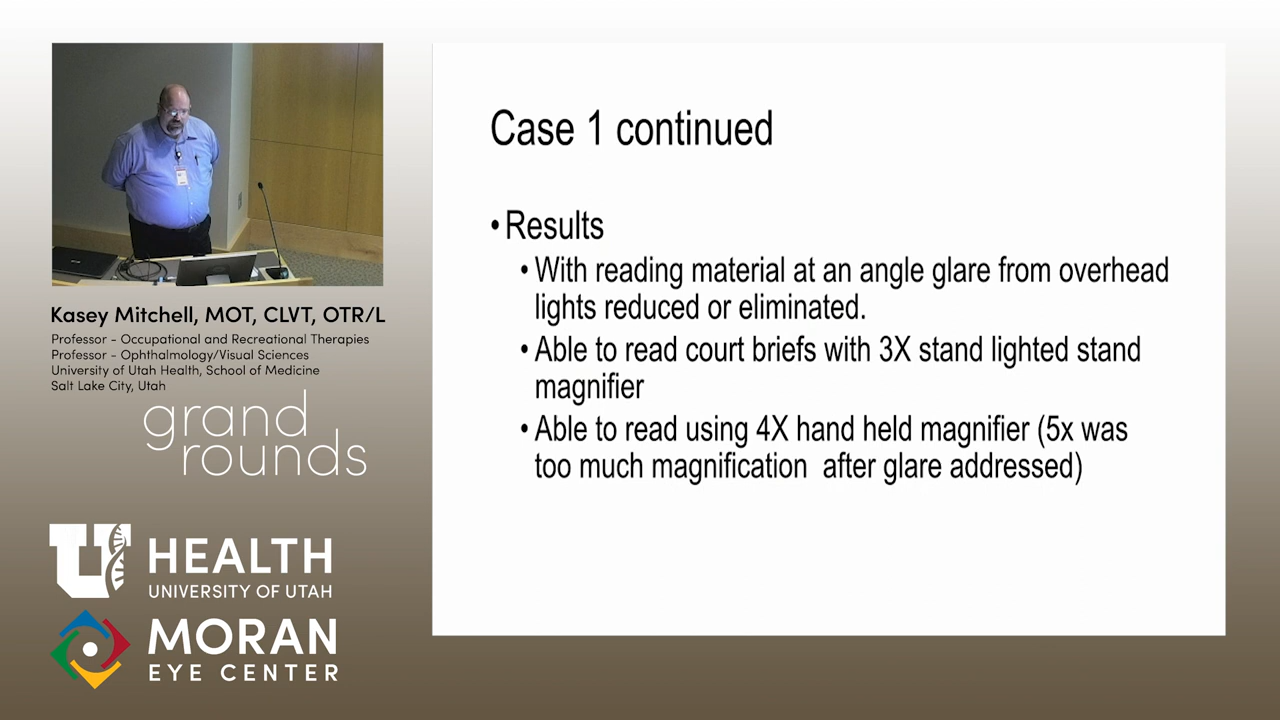 Kasey Mitchell, MOT, CLVT, OTR/L
Professor - Occupational and Recreational Therapies
Professor - Ophthalmology/Visual Sciences
University of Utah Health, School of Medicine
Salt Lake City, Utah
grand
rounds
U HEALTH
UNIVERSITY OF UTAH
MORAN
EYE CENTER
Case 1 continued
• Results
• With reading material at an angle glare from overhead
lights reduced or eliminated.
• Able to read court briefs with 3X stand lighted stand
magnifier
• Able to read using 4X hand held magnifier (5x was
too much magnification  after glare addressed)